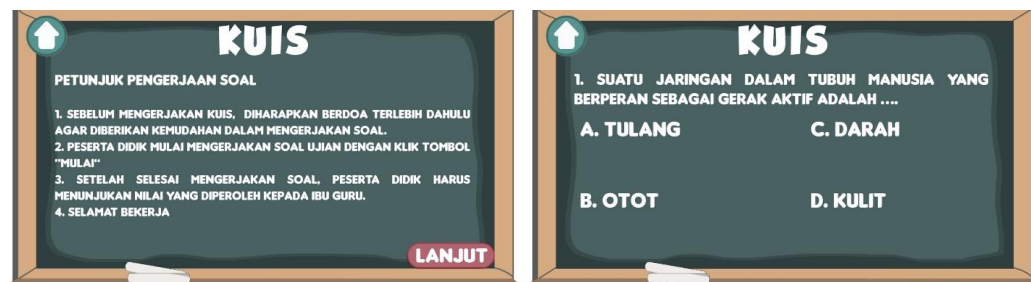 KUIS
PETUNJUK PENGERJAAN SOAL
1. SEBELUM MENGERJAKAN KUIS, DIHARAPKAN BERDOA TERLEBIH DAHULU
AGAR DIBERIKAN KEMUDAHAN DALAM MENGERJAKAN SOAL.
2. PESERTA DIDIK MULAI MENGERJAKAN SOAL UJIAN DENGAN KLIK TOMBOL
"MULAI"
3. SETELAH SELESAI MENGERJAKAN SOAL, PESERTA DIDIK HARUS
MENUNJUKAN NILAI YANG DIPEROLEH KEPADA IBU GURU.
4. SELAMAT BEKERJA
LANJUT
KUIS
1. SUATU JARINGAN DALAM TUBUH MANUSIA YANG
BERPERAN SEBAGAI GERAK AKTIF ADALAH ....
A. TULANG
B. OTOT
C. DARAH
D. KULIT